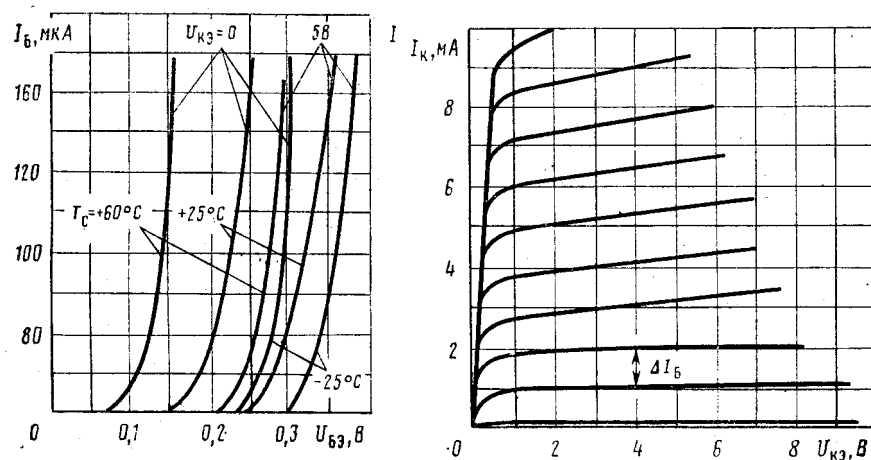 I_Б, мкА
U_КЭ=0
5В
160
120
T_C=+60°C
+25°C
100
80
-25°C
0
0,1
0,2
0,3
U_БЭ, В
I
I_К, мА
8
6
4
2
ΔI_Б
0
2
4
6
8
U_КЭ, В